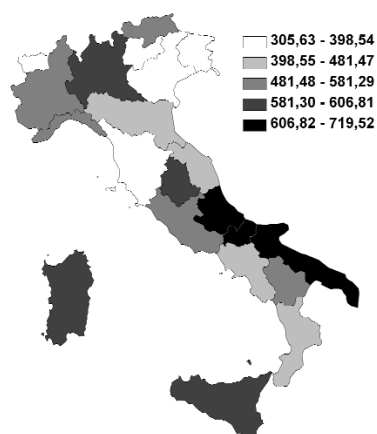 305,63 - 398,54
398,55 - 481,47
481,48 - 581,29
581,30 - 606,81
606,82 - 719,52